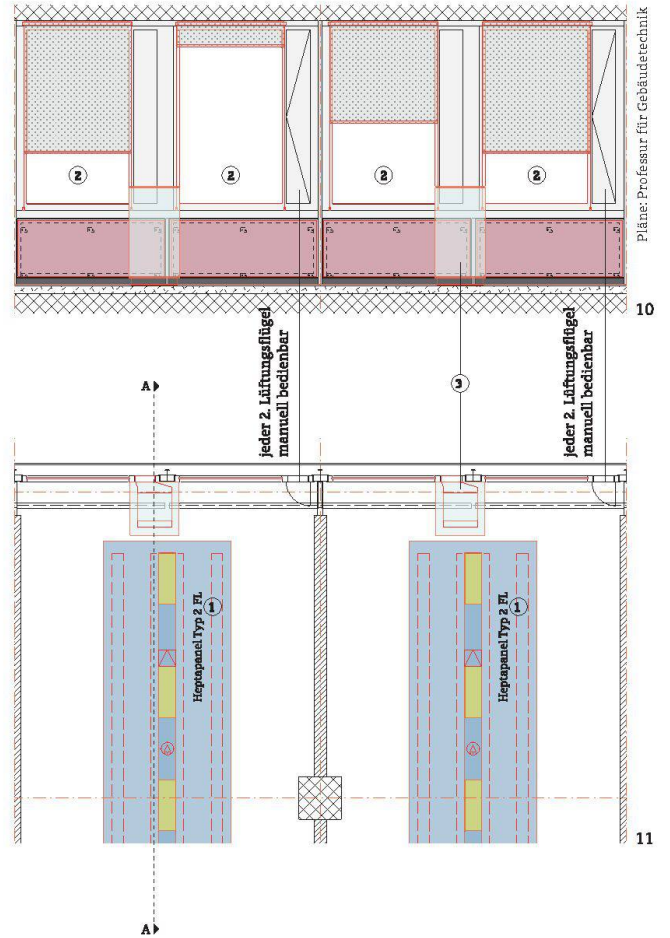 Pläne: Professur für Gebäudetechnik
2
2
2
2
10
jeder 2. Lüftungsflügel
manuell bedienbar
3
jeder 2. Lüftungsflügel
manuell bedienbar
A
Heptapanel Typ 2 FL
1
Heptapanel Typ 2 FL
1
11
A